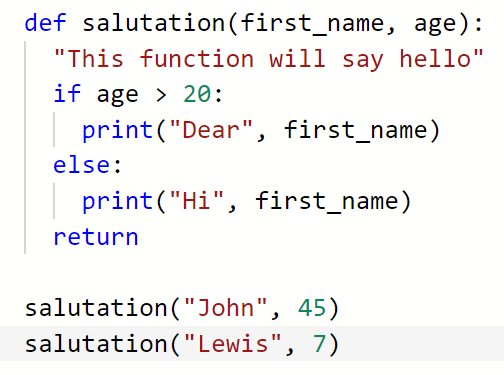 def salutation(first_name, age):
  "This function will say hello"
  if age > 20:
    print("Dear", first_name)
  else:
    print("Hi", first_name)
  return
salutation("John", 45)
salutation("Lewis", 7)